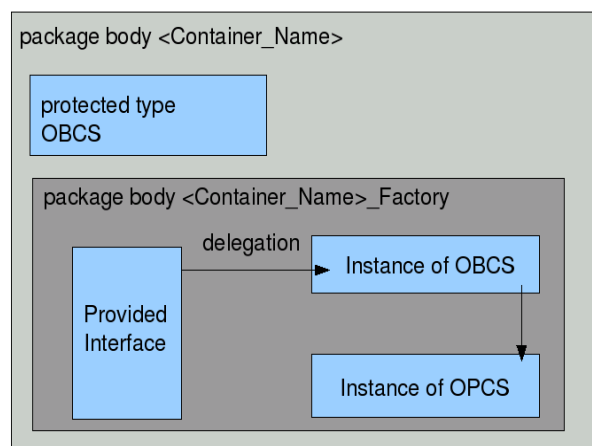 package body <Container_Name>
protected type
OBCS
package body <Container_Name>_Factory
delegation
Instance of OBCS
Provided
Interface
Instance of OPCS